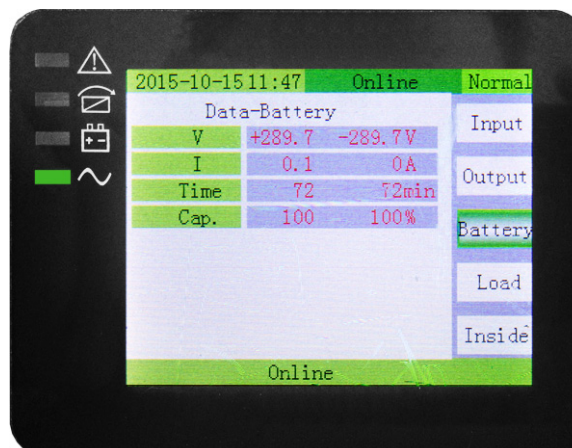 2015-10-15 11:47 Online Normal
Data-Battery
V +289.7 -289.7V
I 0.1 0A
Time 72 72min
Cap. 100 100%
Input
Output
Battery
Load
Inside
Online